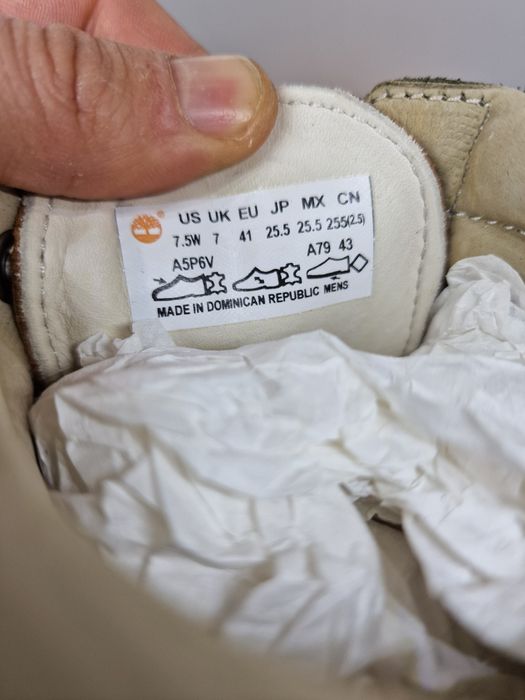 US UK EU JP MX CN
7.5W 7 41 25.5 25.5 255(2.5)
A5P6V A79 43
MADE IN DOMINICAN REPUBLIC MENS